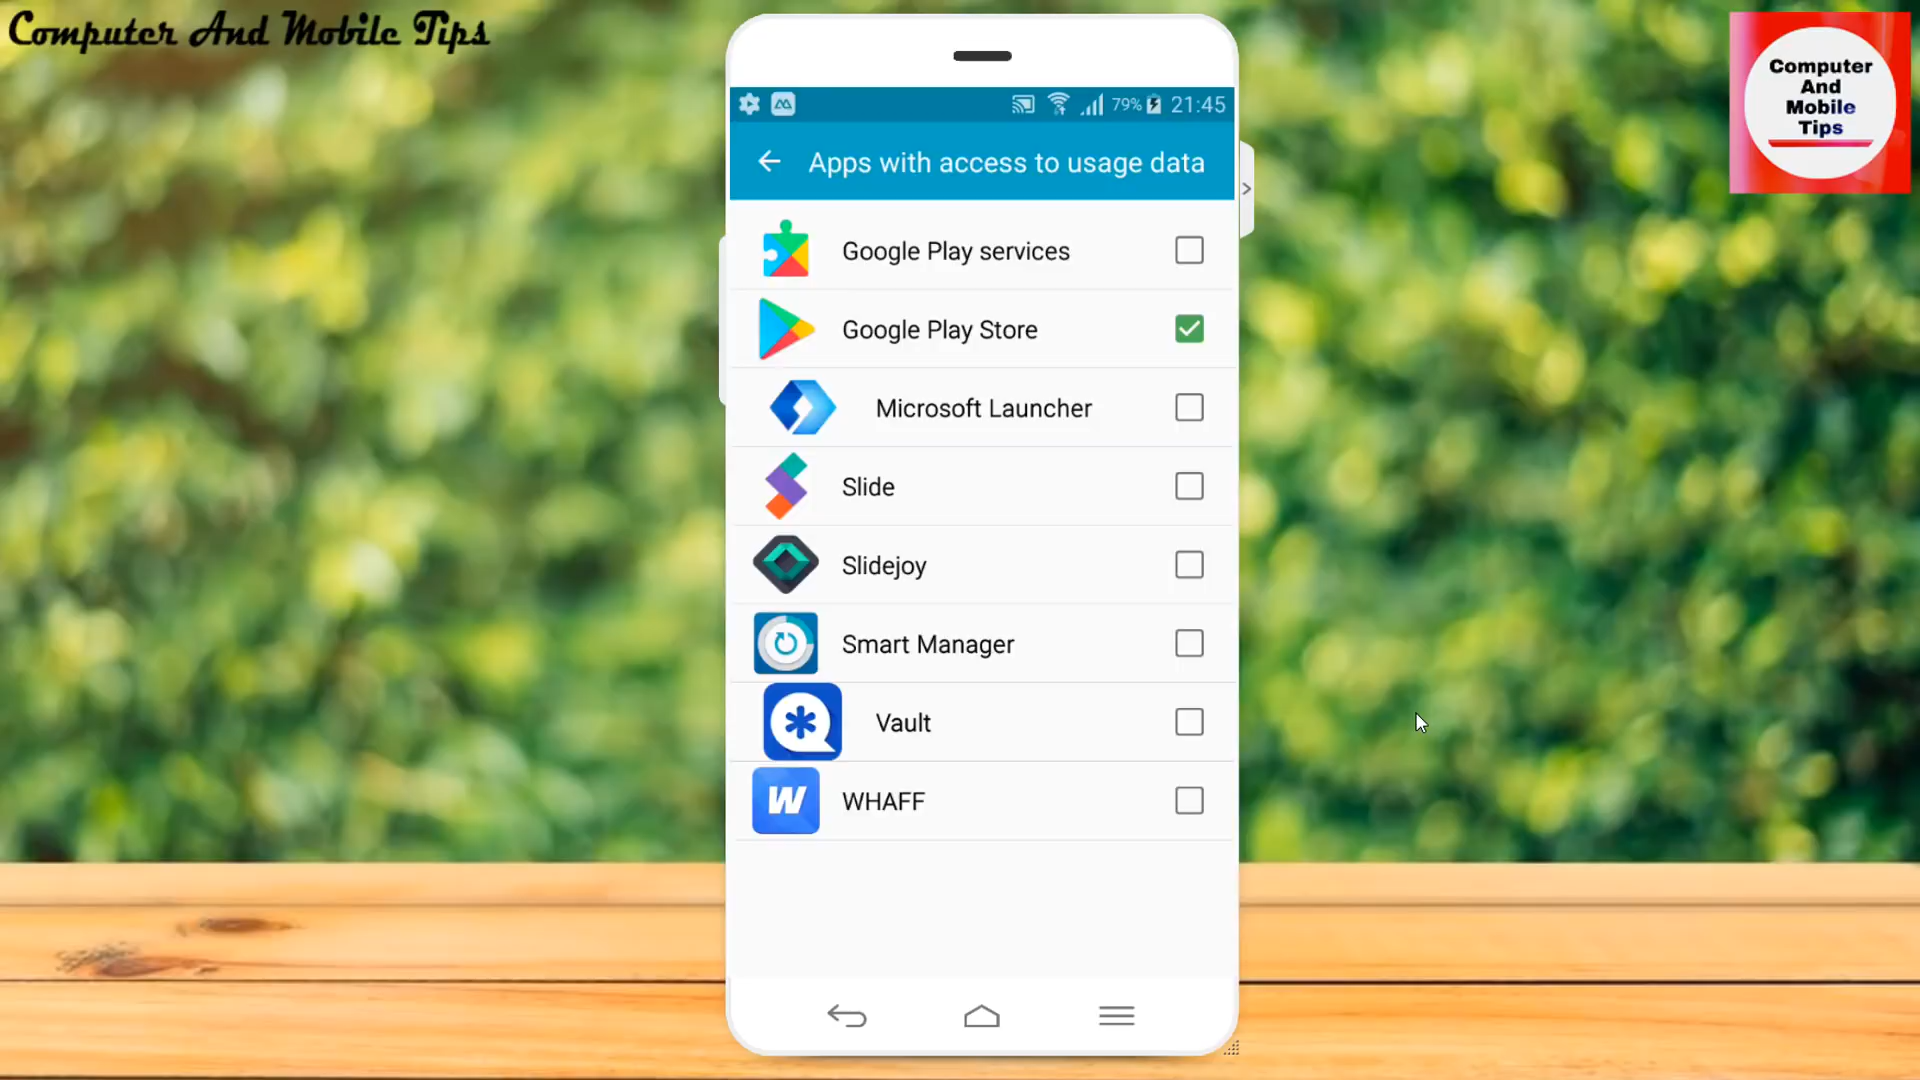 Computer And Mobile Tips
Computer
And
Mobile
Tips
79% 21:45
Apps with access to usage data
Google Play services
Google Play Store
Microsoft Launcher
Slide
Slidejoy
Smart Manager
Vault
W WHAFF